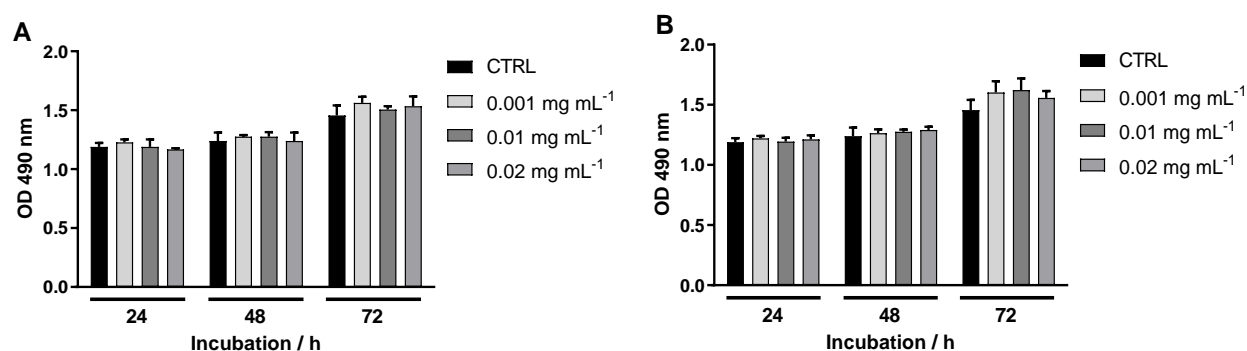 A
OD 490 nm
2.0
1.5
1.0
0.5
0.0
24
48
72
Incubation / h
CTRL
0.001 mg mL⁻¹
0.01 mg mL⁻¹
0.02 mg mL⁻¹
B
OD 490 nm
2.0
1.5
1.0
0.5
0.0
24
48
72
Incubation / h
CTRL
0.001 mg mL⁻¹
0.01 mg mL⁻¹
0.02 mg mL⁻¹